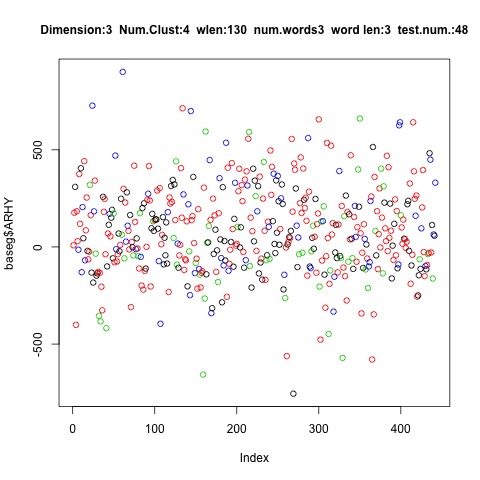 Dimension:3 Num.Clust:4 wlen:130 num.words3 word len:3 test.num.:48
500
0
-500
baseg$ARHY
0 100 200 300 400
Index